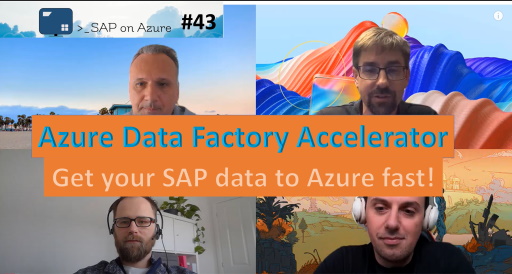 >_SAP on Azure #43
Azure Data Factory Accelerator
Get your SAP data to Azure fast!